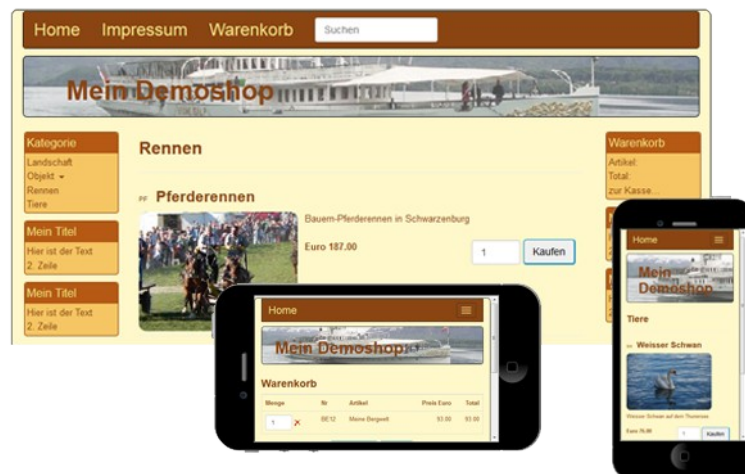 Home Impressum Warenkorb Suchen
Mein Demoshop
Kategorie
Landschaft
Objekt
Rennen
Tiere
Mein Titel
Hier ist der Text
2. Zeile
Mein Titel
Hier ist der Text
2. Zeile
Rennen
PF Pferderennen
Bauern-Pferderennen in Schwarzenburg
Euro 187.00
1 Kaufen
Warenkorb
Artikel:
Total:
zur Kasse...
Home
Mein Demoshop
Warenkorb
Menge Nr Artikel Preis Euro Total
1 BE12 Meine Bergwelt 93.00 93.00
Home
Mein
Demoshop
Tiere
Weisser Schwan
Weisser Schwan auf dem Thunersee
1 Kaufen